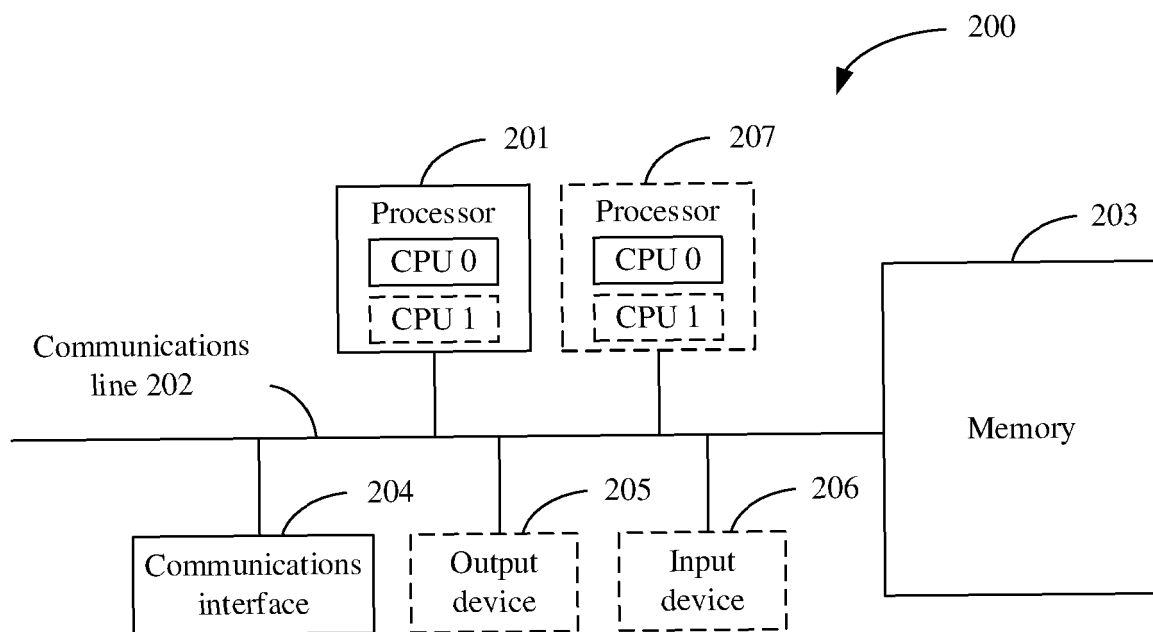 200
201
207
Processor
CPU 0
CPU 1
Processor
CPU 0
CPU 1
203
Communications
line 202
Memory
204
205
206
Communications
interface
Output
device
Input
device